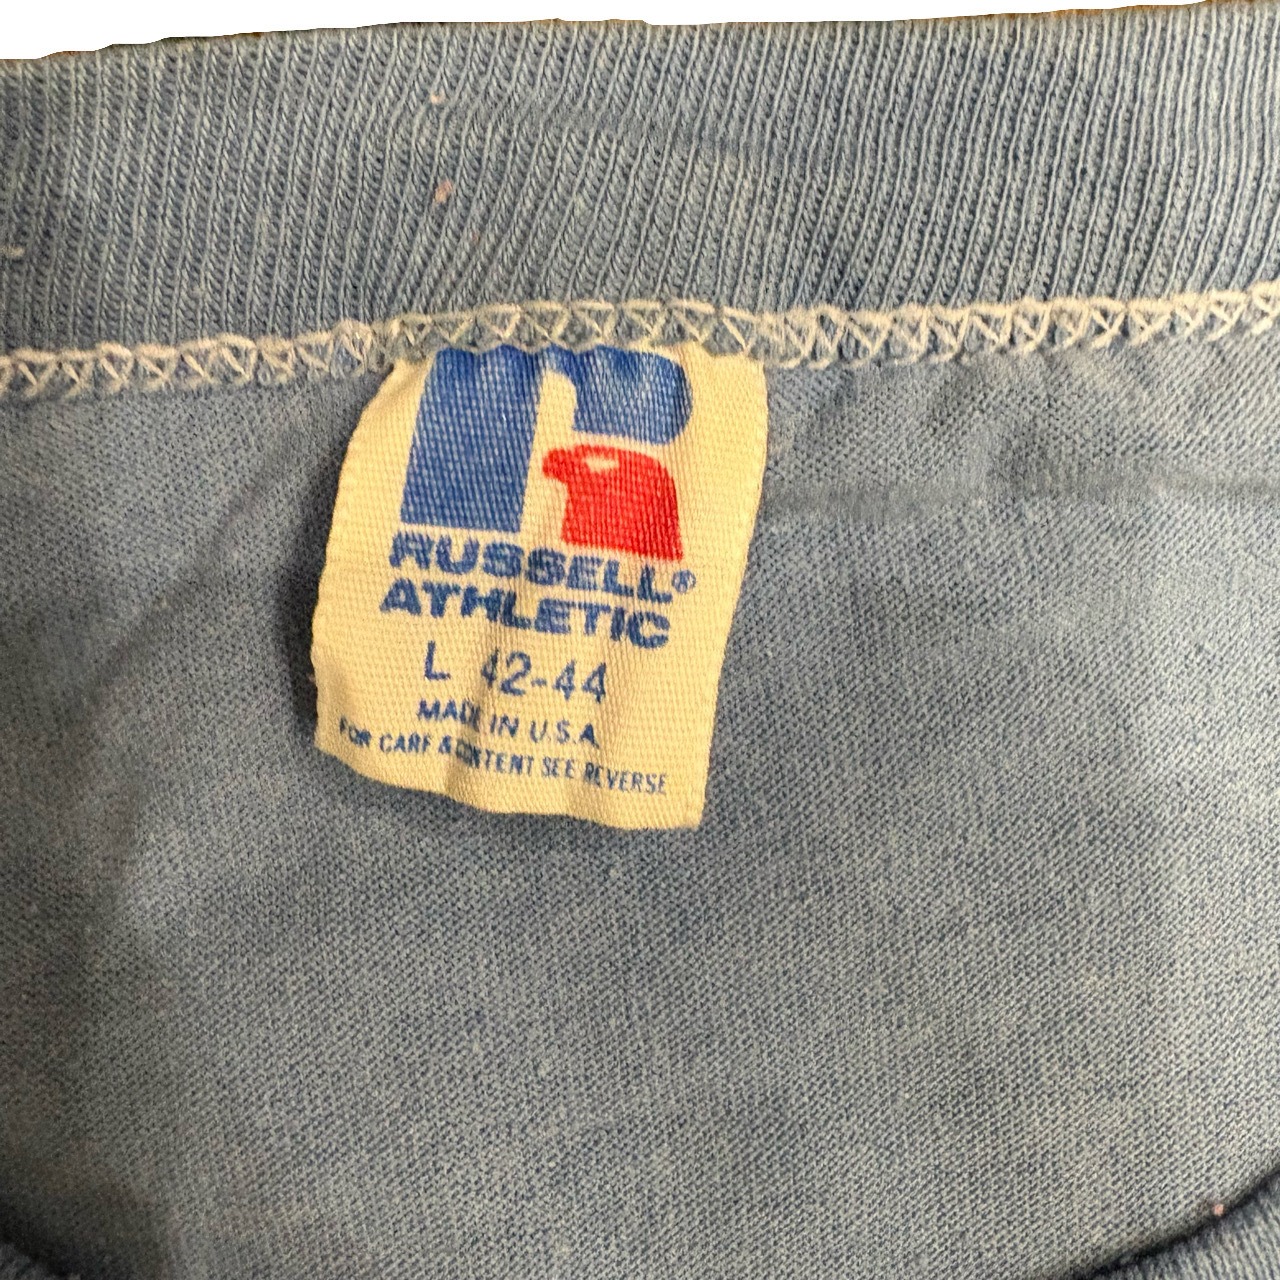 RUSSELL®
ATHLETIC
L 42-44
MADE IN U.S.A.
FOR CARE & CONTENT SEE REVERSE